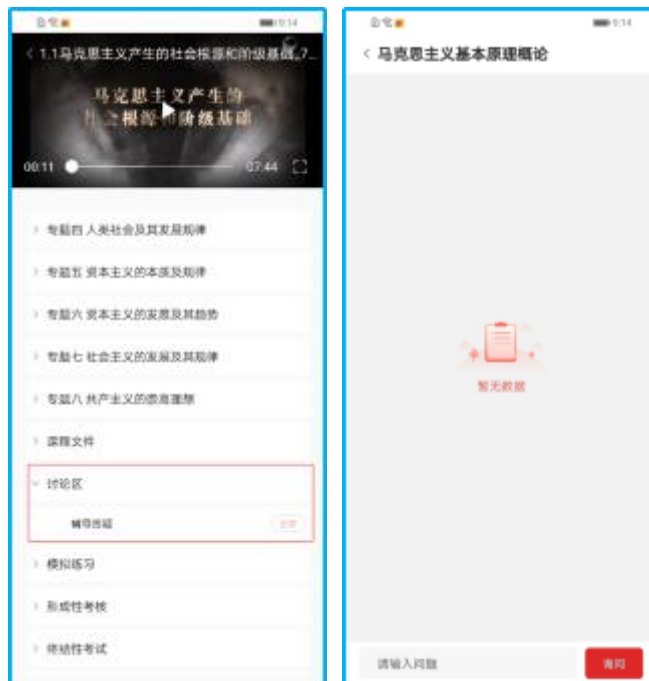 9:14
1.1马克思主义产生的社会根源和阶级基础_7...
马克思主义产生的
社会根源和阶级基础
00:11
07:44
专题四 人类社会及其发展规律
专题五 资本主义的本质及规律
专题六 资本主义的发展及其趋势
专题七 社会主义的发展及其规律
专题八 共产主义的崇高理想
课程文件
讨论区
辅导答疑
模拟练习
形成性考核
终结性考试
9:14
马克思主义基本原理概论
暂无数据
请输入问题
询问